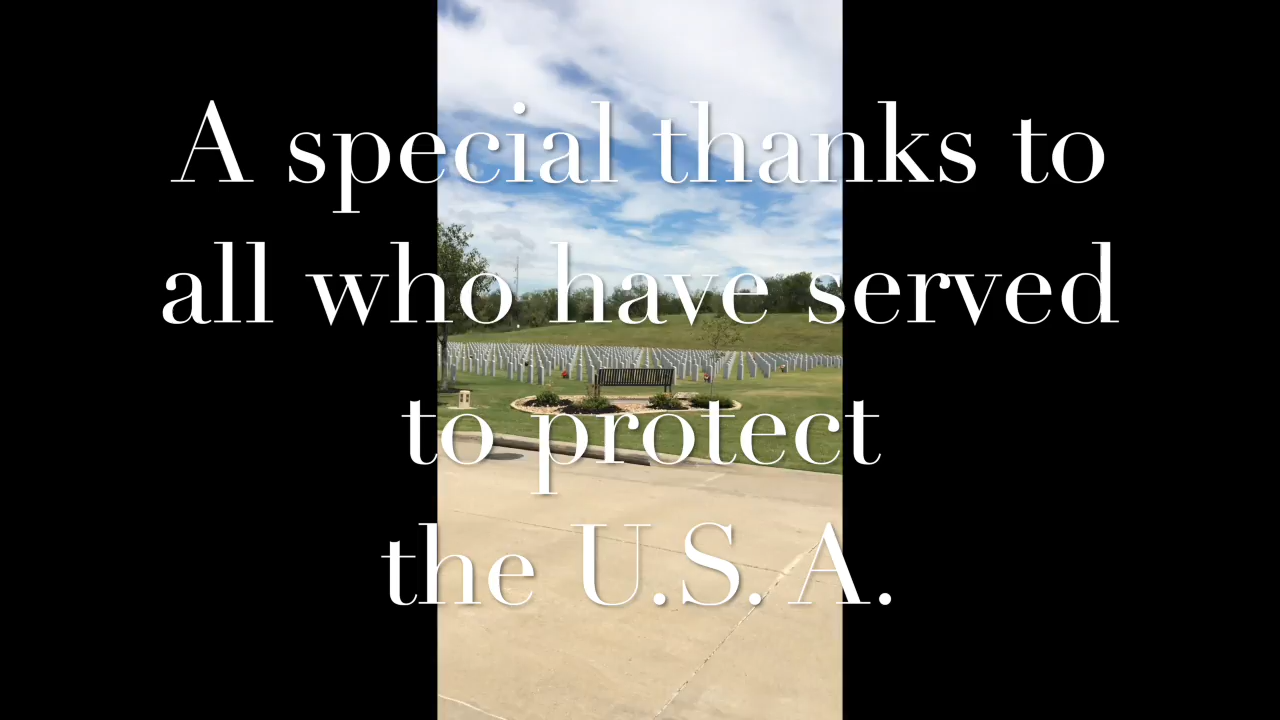 A special thanks to
all who have served
to protect
the U.S. A.